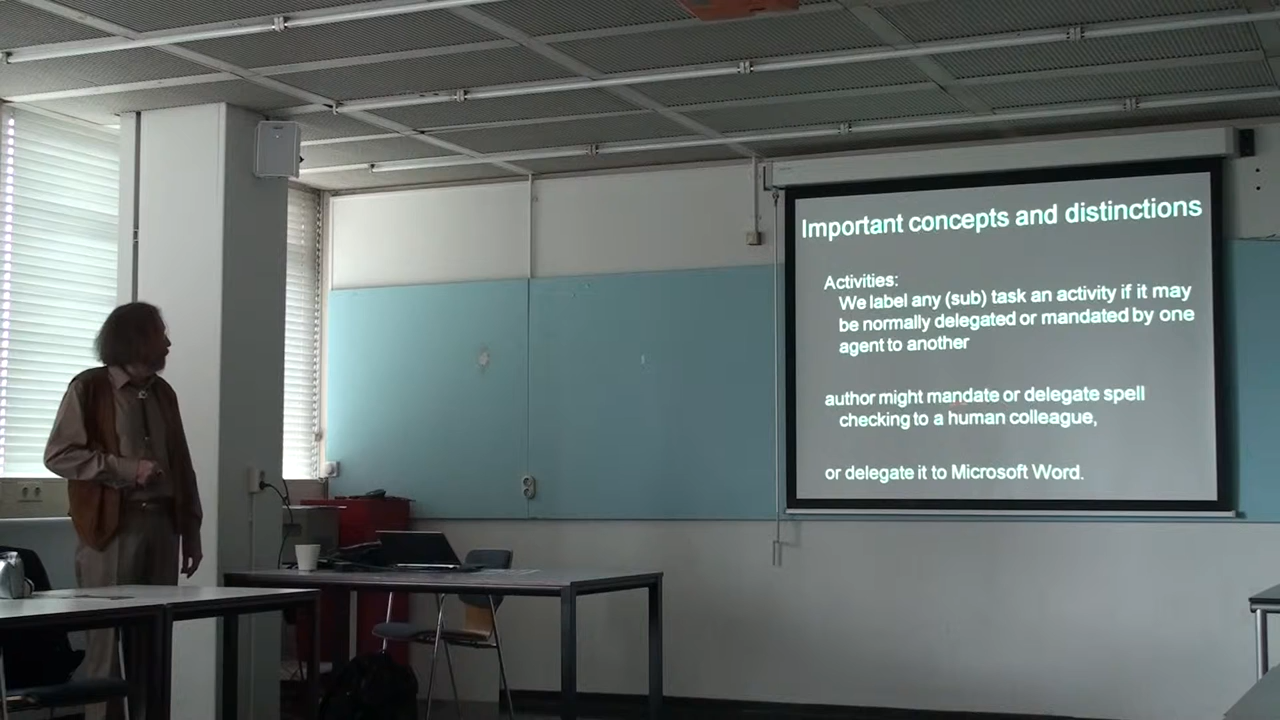 Important concepts and distinctions
Activities:
We label any (sub) task an activity if it may
be normally delegated or mandated by one
agent to another
author might mandate or delegate spell
checking to a human colleague,
or delegate it to Microsoft Word.